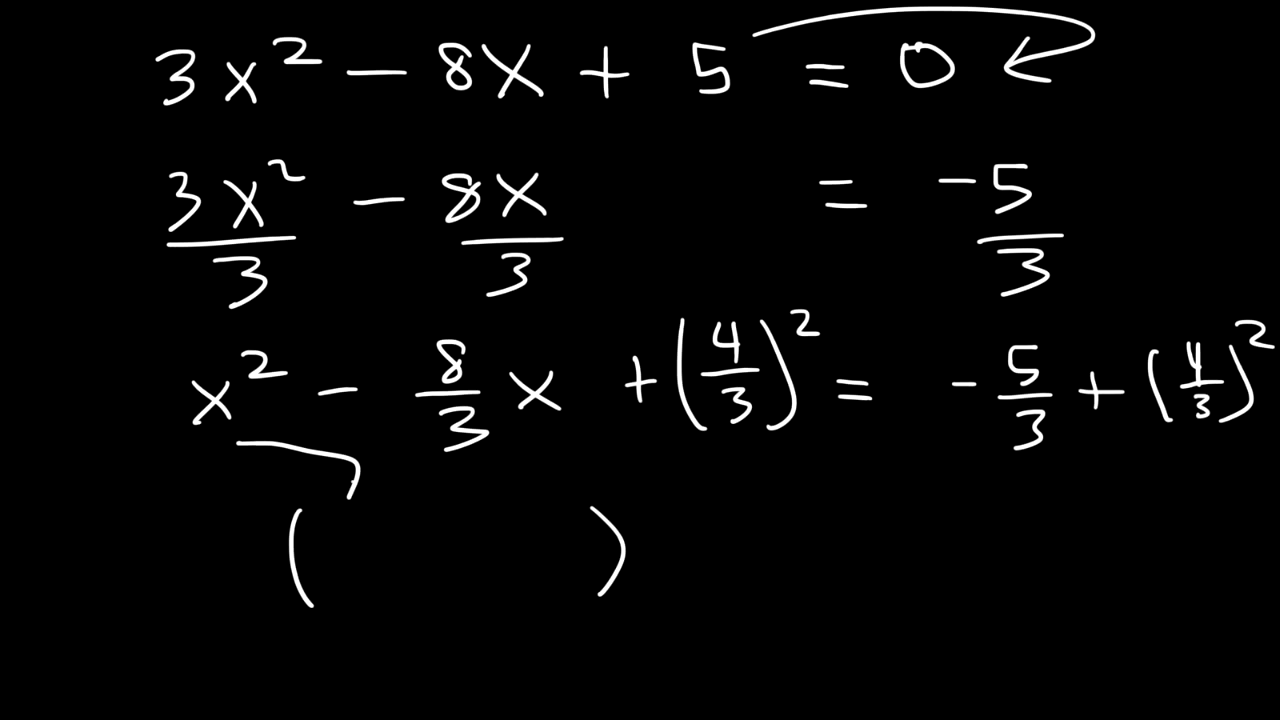 3x² - 8x + 5 = 0
3x²/3 - 8x/3 = -5/3
x² - 8/3 x + (4/3)² = -5/3 + (4/3)²
( )